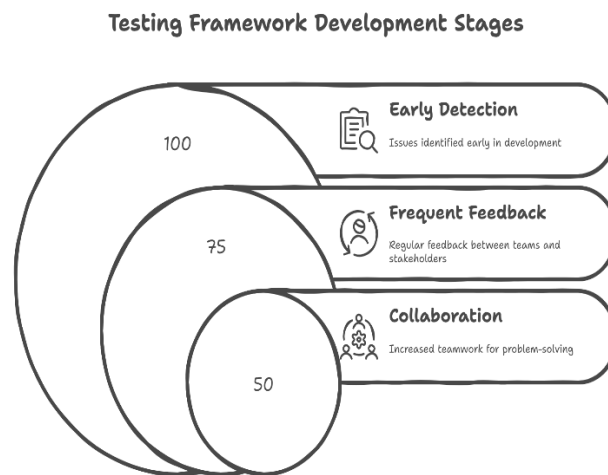 Testing Framework Development Stages
100
Early Detection
Issues identified early in development
75
Frequent Feedback
Regular feedback between teams and
stakeholders
50
Collaboration
Increased teamwork for problem-solving